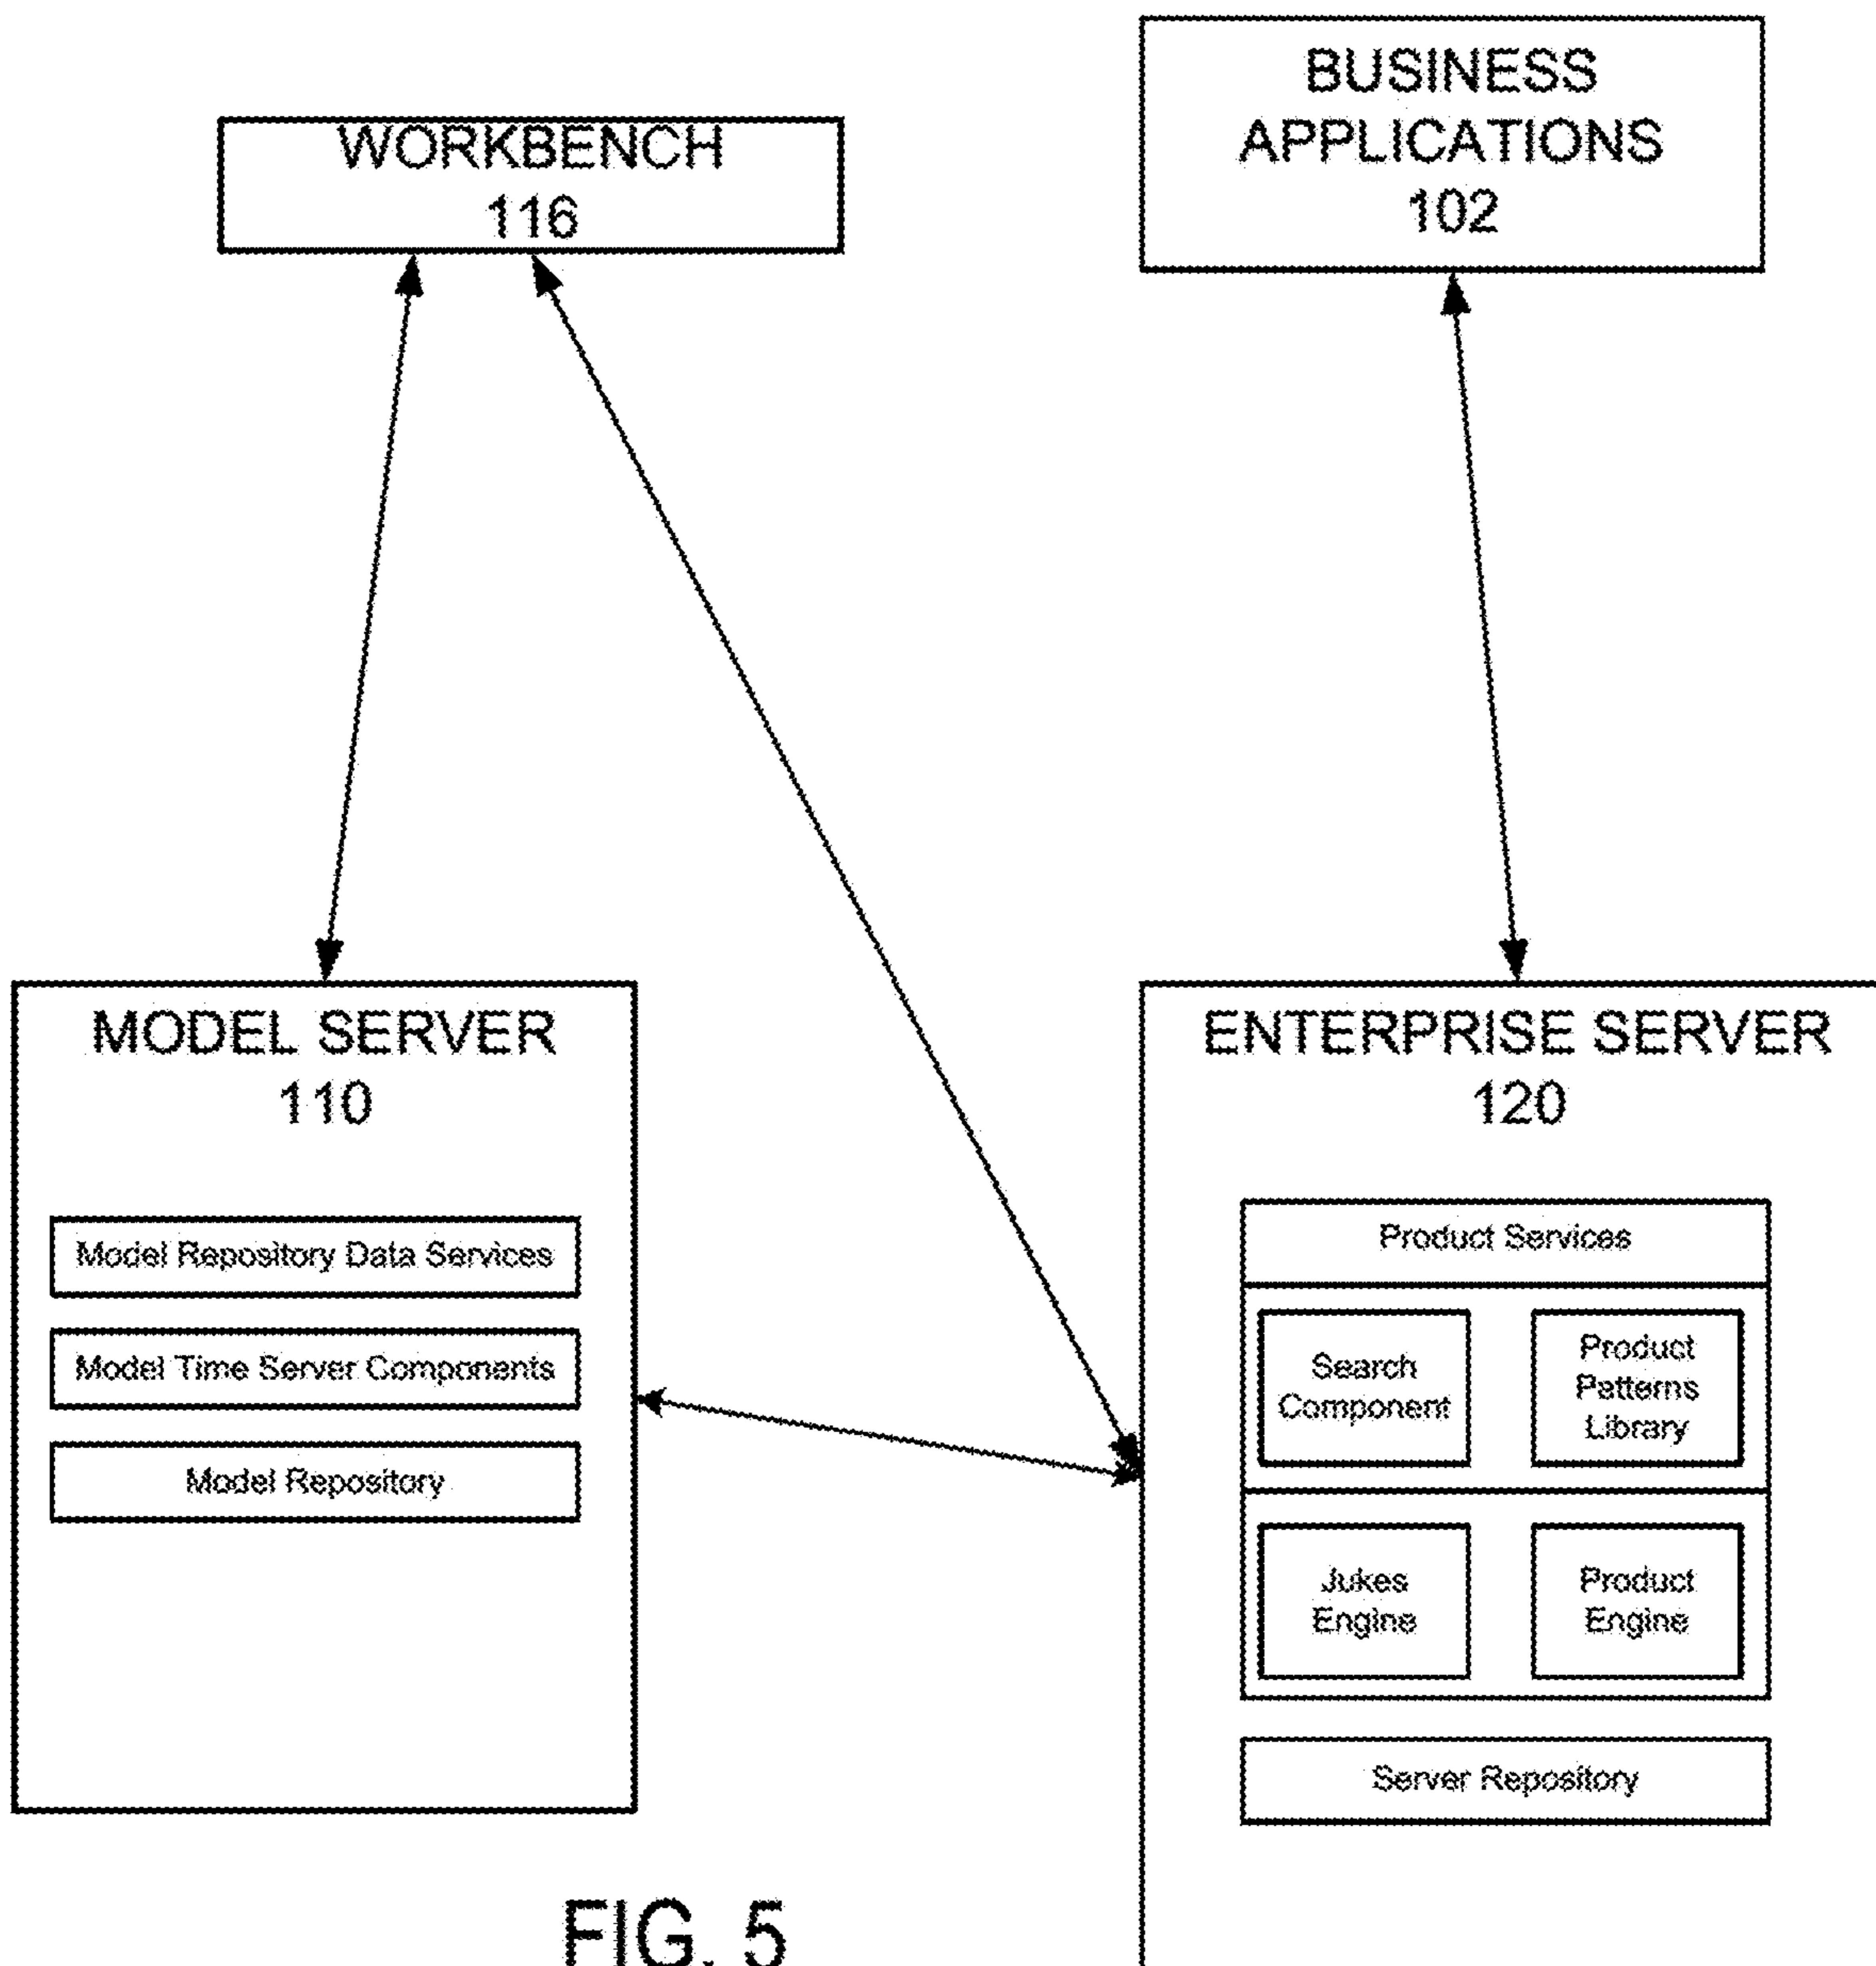 BUSINESS
APPLICATIONS
102
WORKBENCH
116
MODEL SERVER
110
Model Repository Data Services
Model Time Server Components
Model Repository
ENTERPRISE SERVER
120
Product Services
Search
Component
Product
Patterns
Library
Jukes
Engine
Product
Engine
Server Repository
FIG. 5